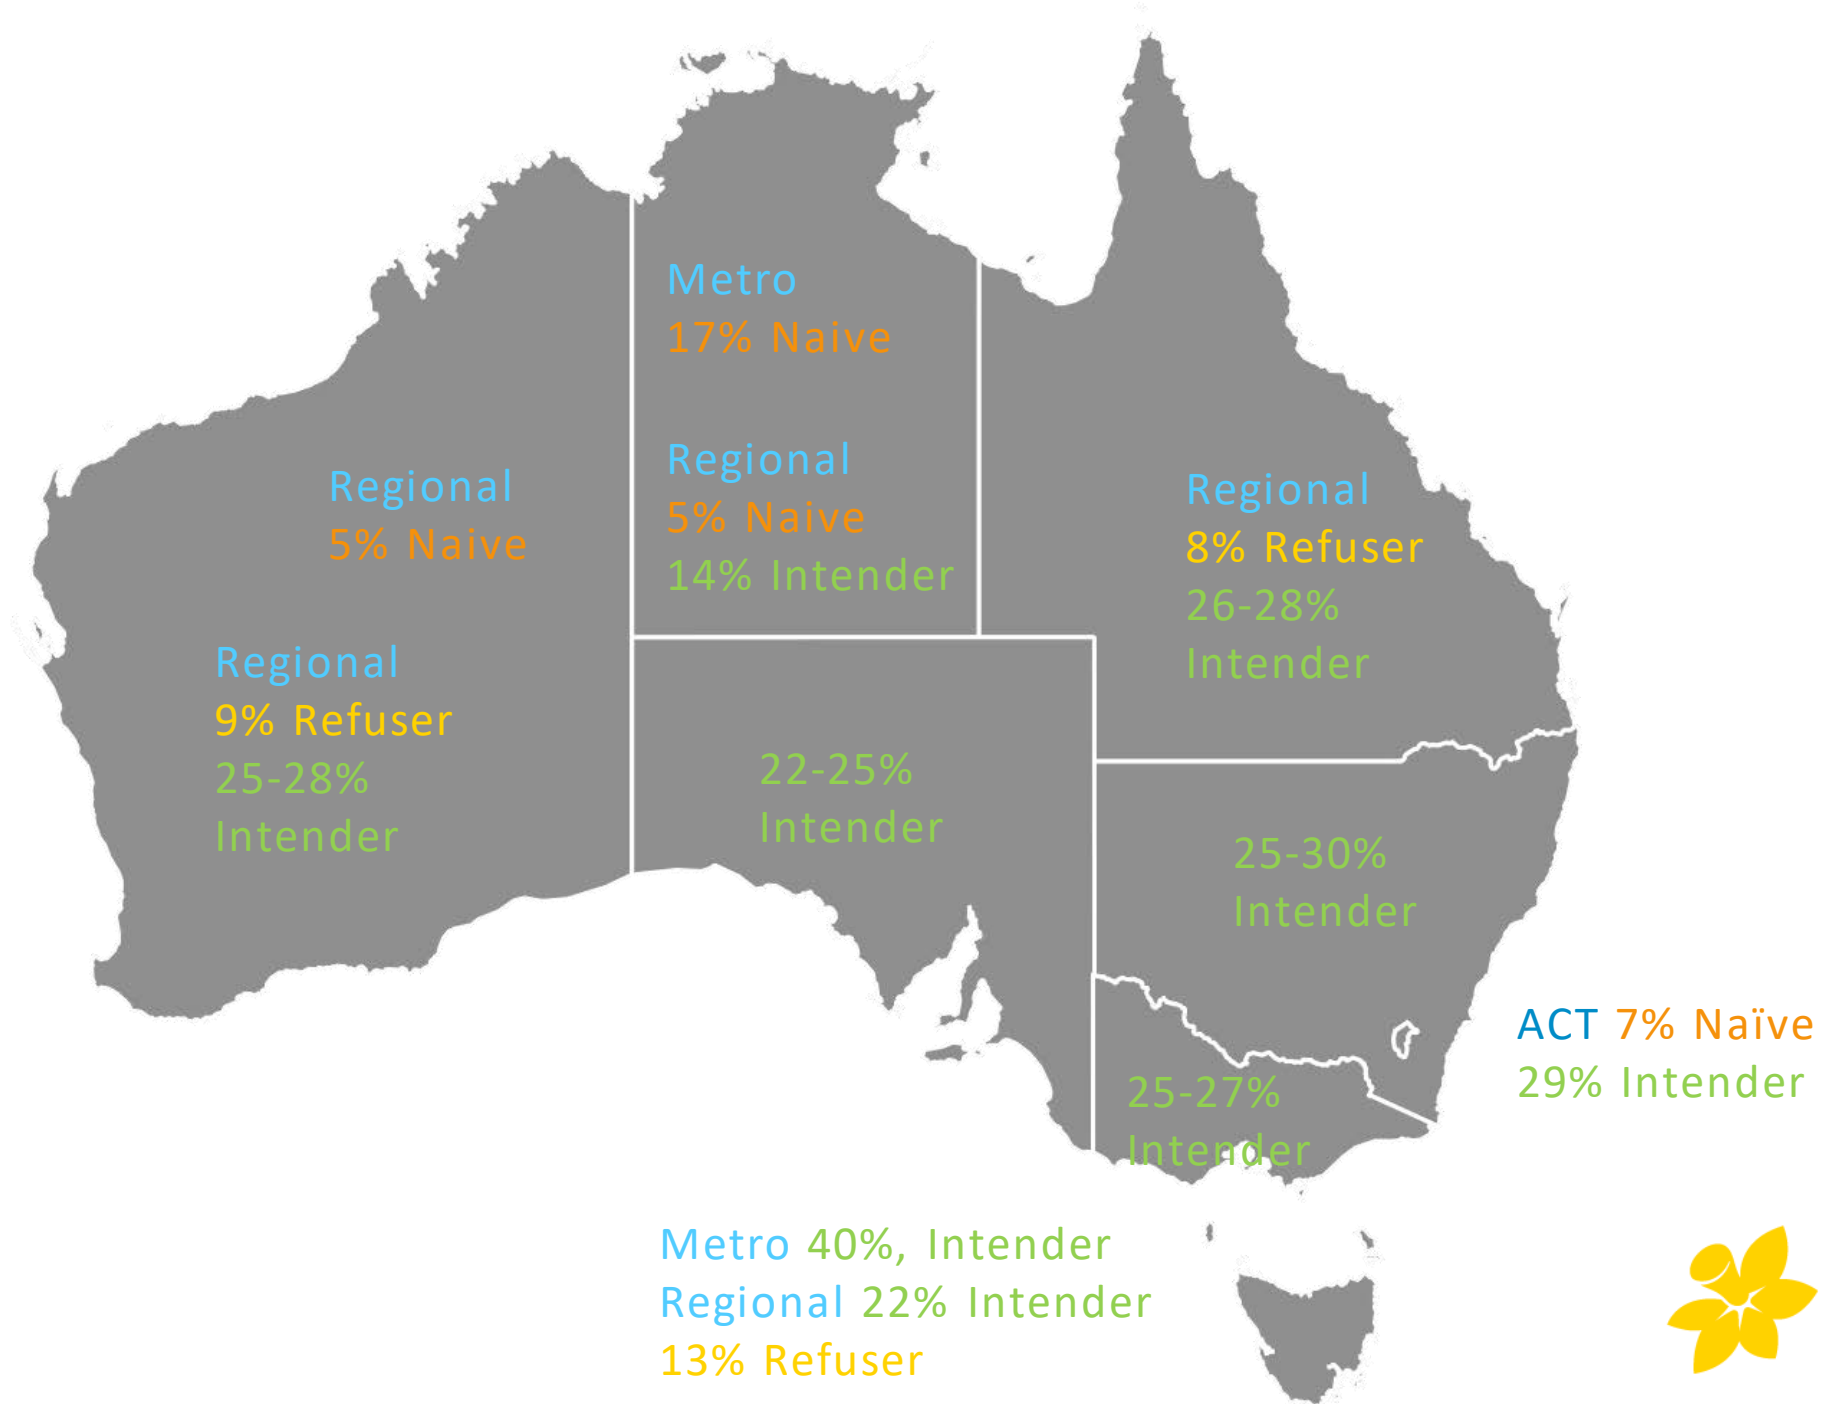 Metro
17% Naive
Regional
5% Naive
14% Intender
Regional
5% Naive
Regional
8% Refuser
26-28%
Intender
Regional
9% Refuser
25-28%
Intender
22-25%
Intender
25-30%
Intender
ACT 7% Naïve
29% Intender
25-27%
Intender
Metro 40%, Intender
Regional 22% Intender
13% Refuser